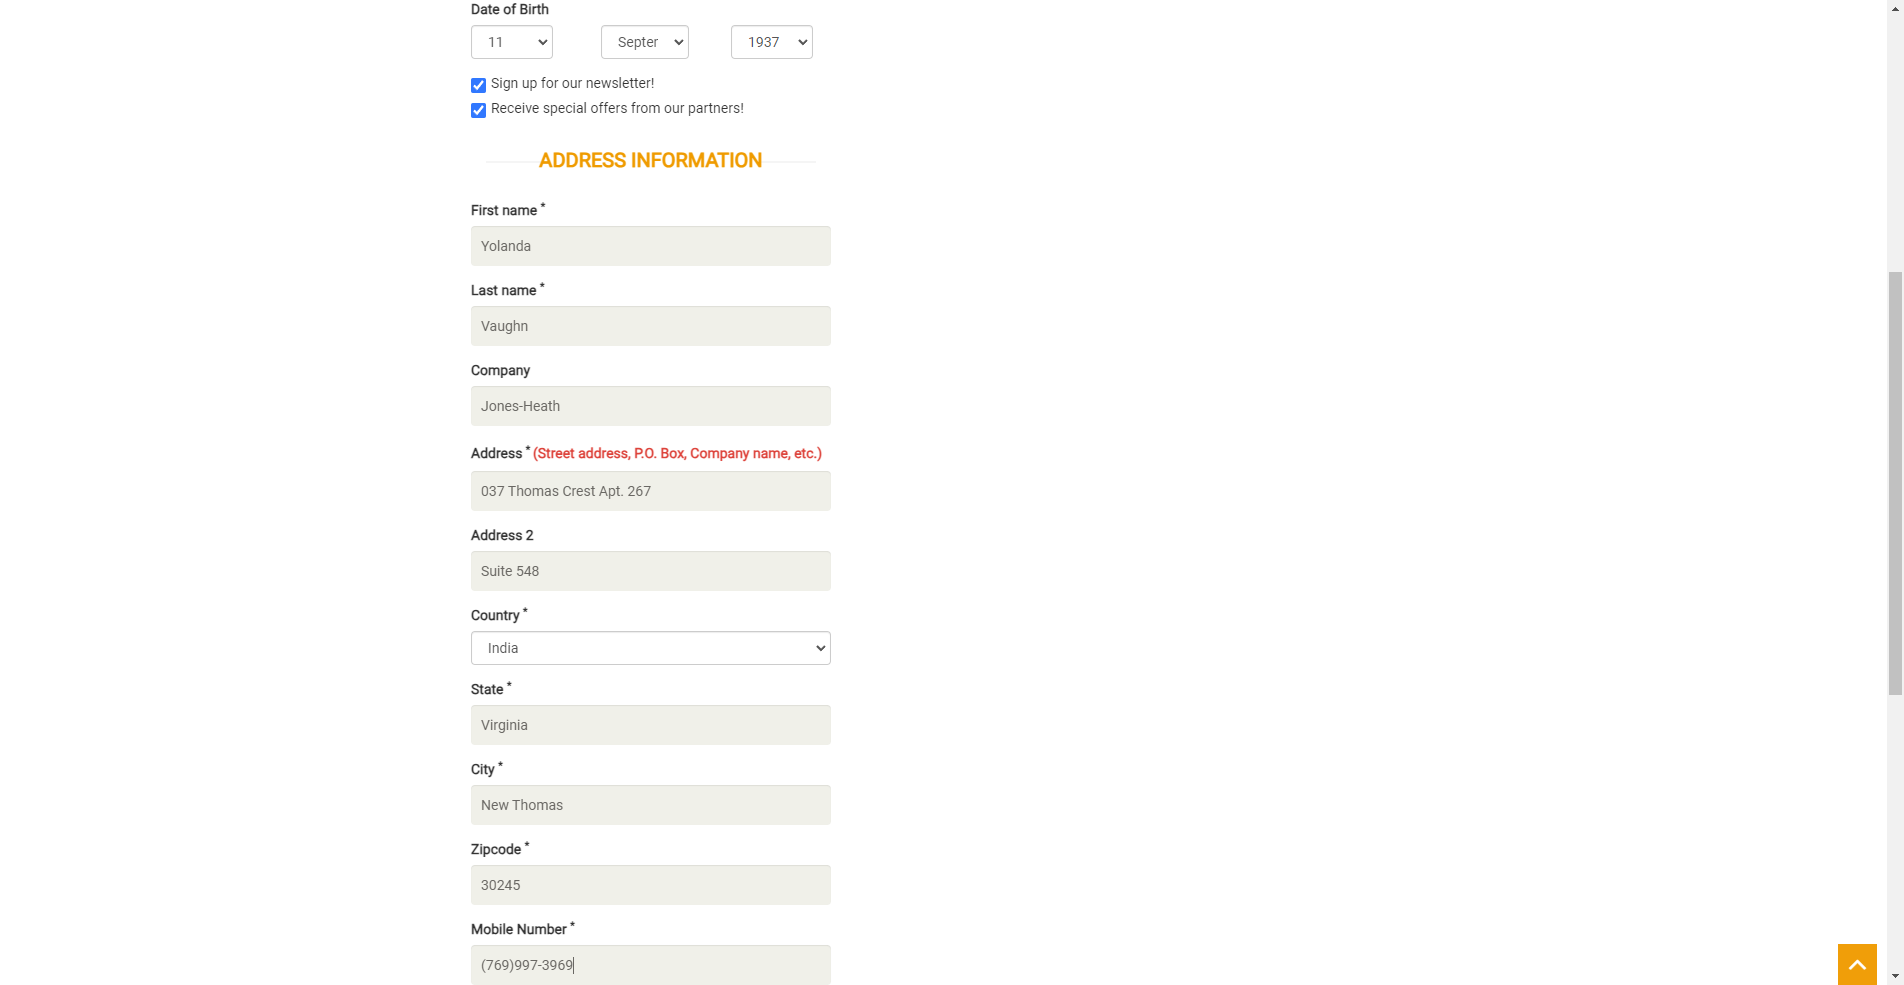 Date of Birth
11 Septer 1937
Sign up for our newsletter!
Receive special offers from our partners!
ADDRESS INFORMATION
First name *
Yolanda
Last name *
Vaughn
Company
Jones-Heath
Address * (Street address, P.O. Box, Company name, etc.)
037 Thomas Crest Apt. 267
Address 2
Suite 548
Country *
India
State *
Virginia
City *
New Thomas
Zipcode *
30245
Mobile Number *
(769)997-3969